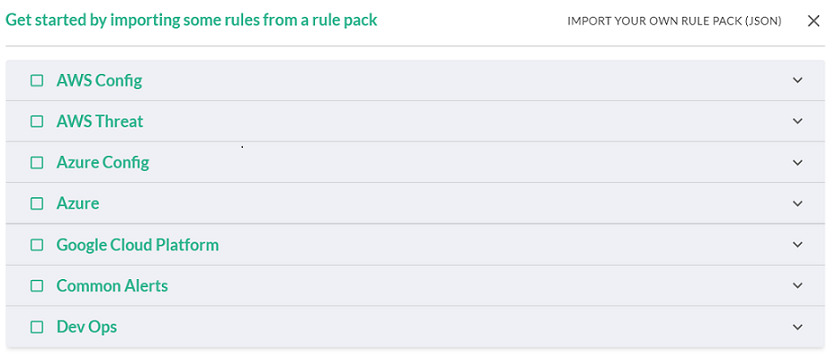 Get started by importing some rules from a rule pack
IMPORT YOUR OWN RULE PACK (JSON)
AWS Config
AWS Threat
Azure Config
Azure
Google Cloud Platform
Common Alerts
Dev Ops